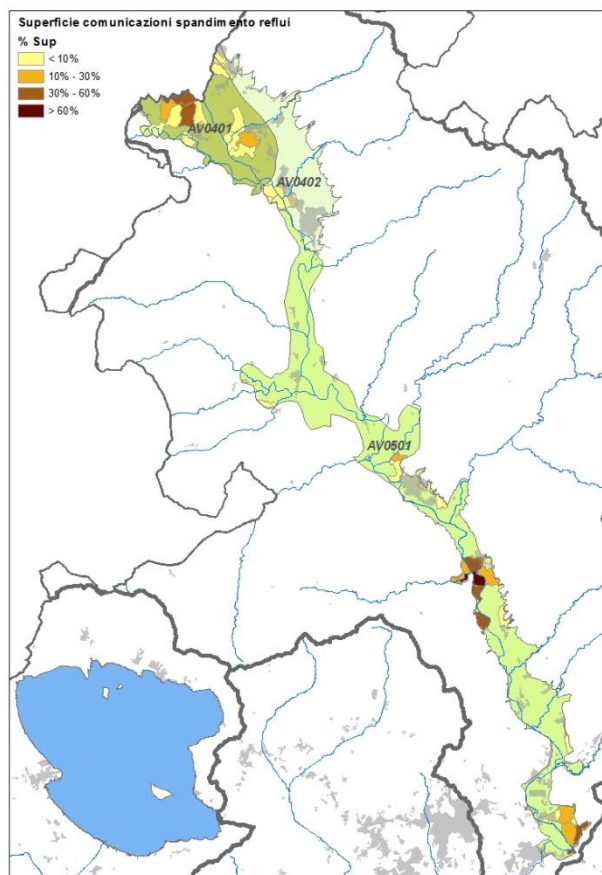 Superficie comunicazioni spandimento reflui
% Sup
< 10%
10% - 30%
30% - 60%
> 60%
AV0401
AV0402
AV0501